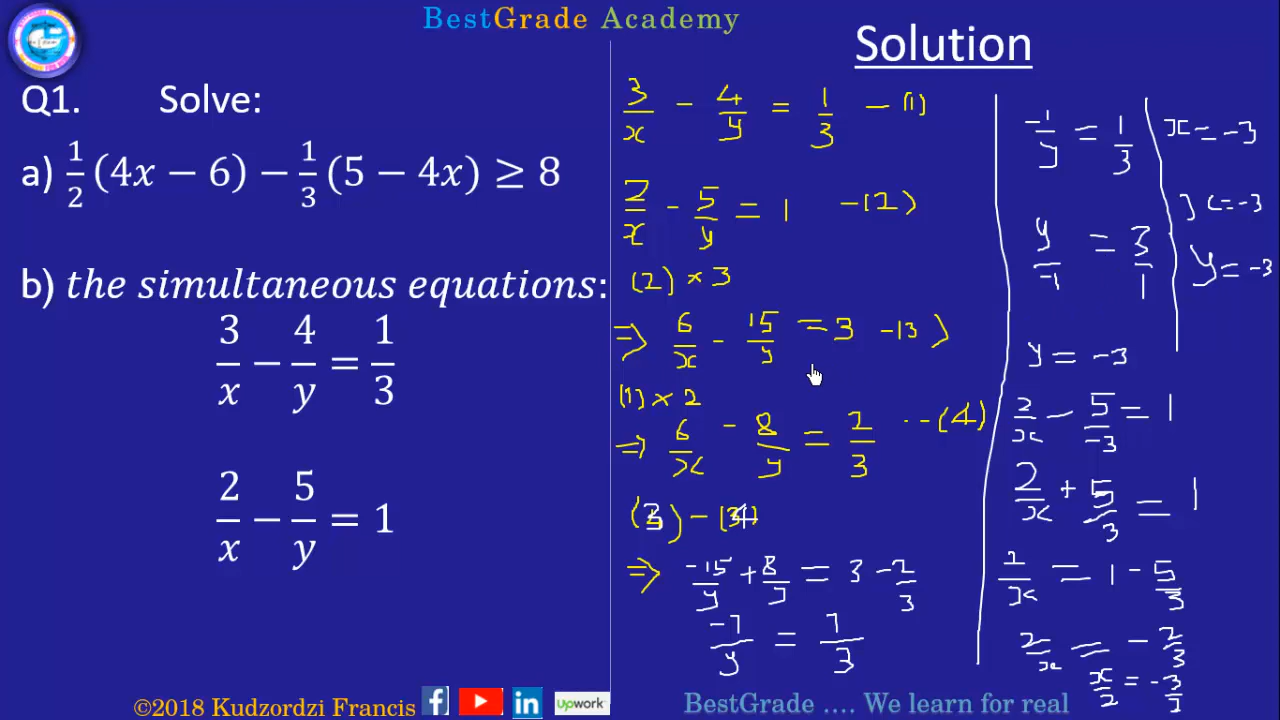 BestGrade Academy
Q1. Solve:
a) 1/2 (4x − 6) − 1/3 (5 − 4x) ≥ 8
b) the simultaneous equations:
3/x − 4/y = 1/3
2/x − 5/y = 1
Solution
3/x − 4/y = 1/3 −(1)
2/x − 5/y = 1 −(2)
(2) × 3
⇒ 6/x − 15/y = 3 −(3)
(1) × 2
⇒ 6/x − 8/y = 2/3 --(4)
(3) − (4)
⇒ −15/y + 8/y = 3 − 2/3
−7/y = 7/3
−1/y = 1/3
y/−1 = 3/1
y = −3
2/x − 5/−3 = 1
2/x + 5/3 = 1
2/x = 1 − 5/3
2/x = −2/3
x/2 = −3/2
x = −3
x = −3
y = −3
©2018 Kudzordzi Francis
f
YouTube
in
upwork
BestGrade .... We learn for real